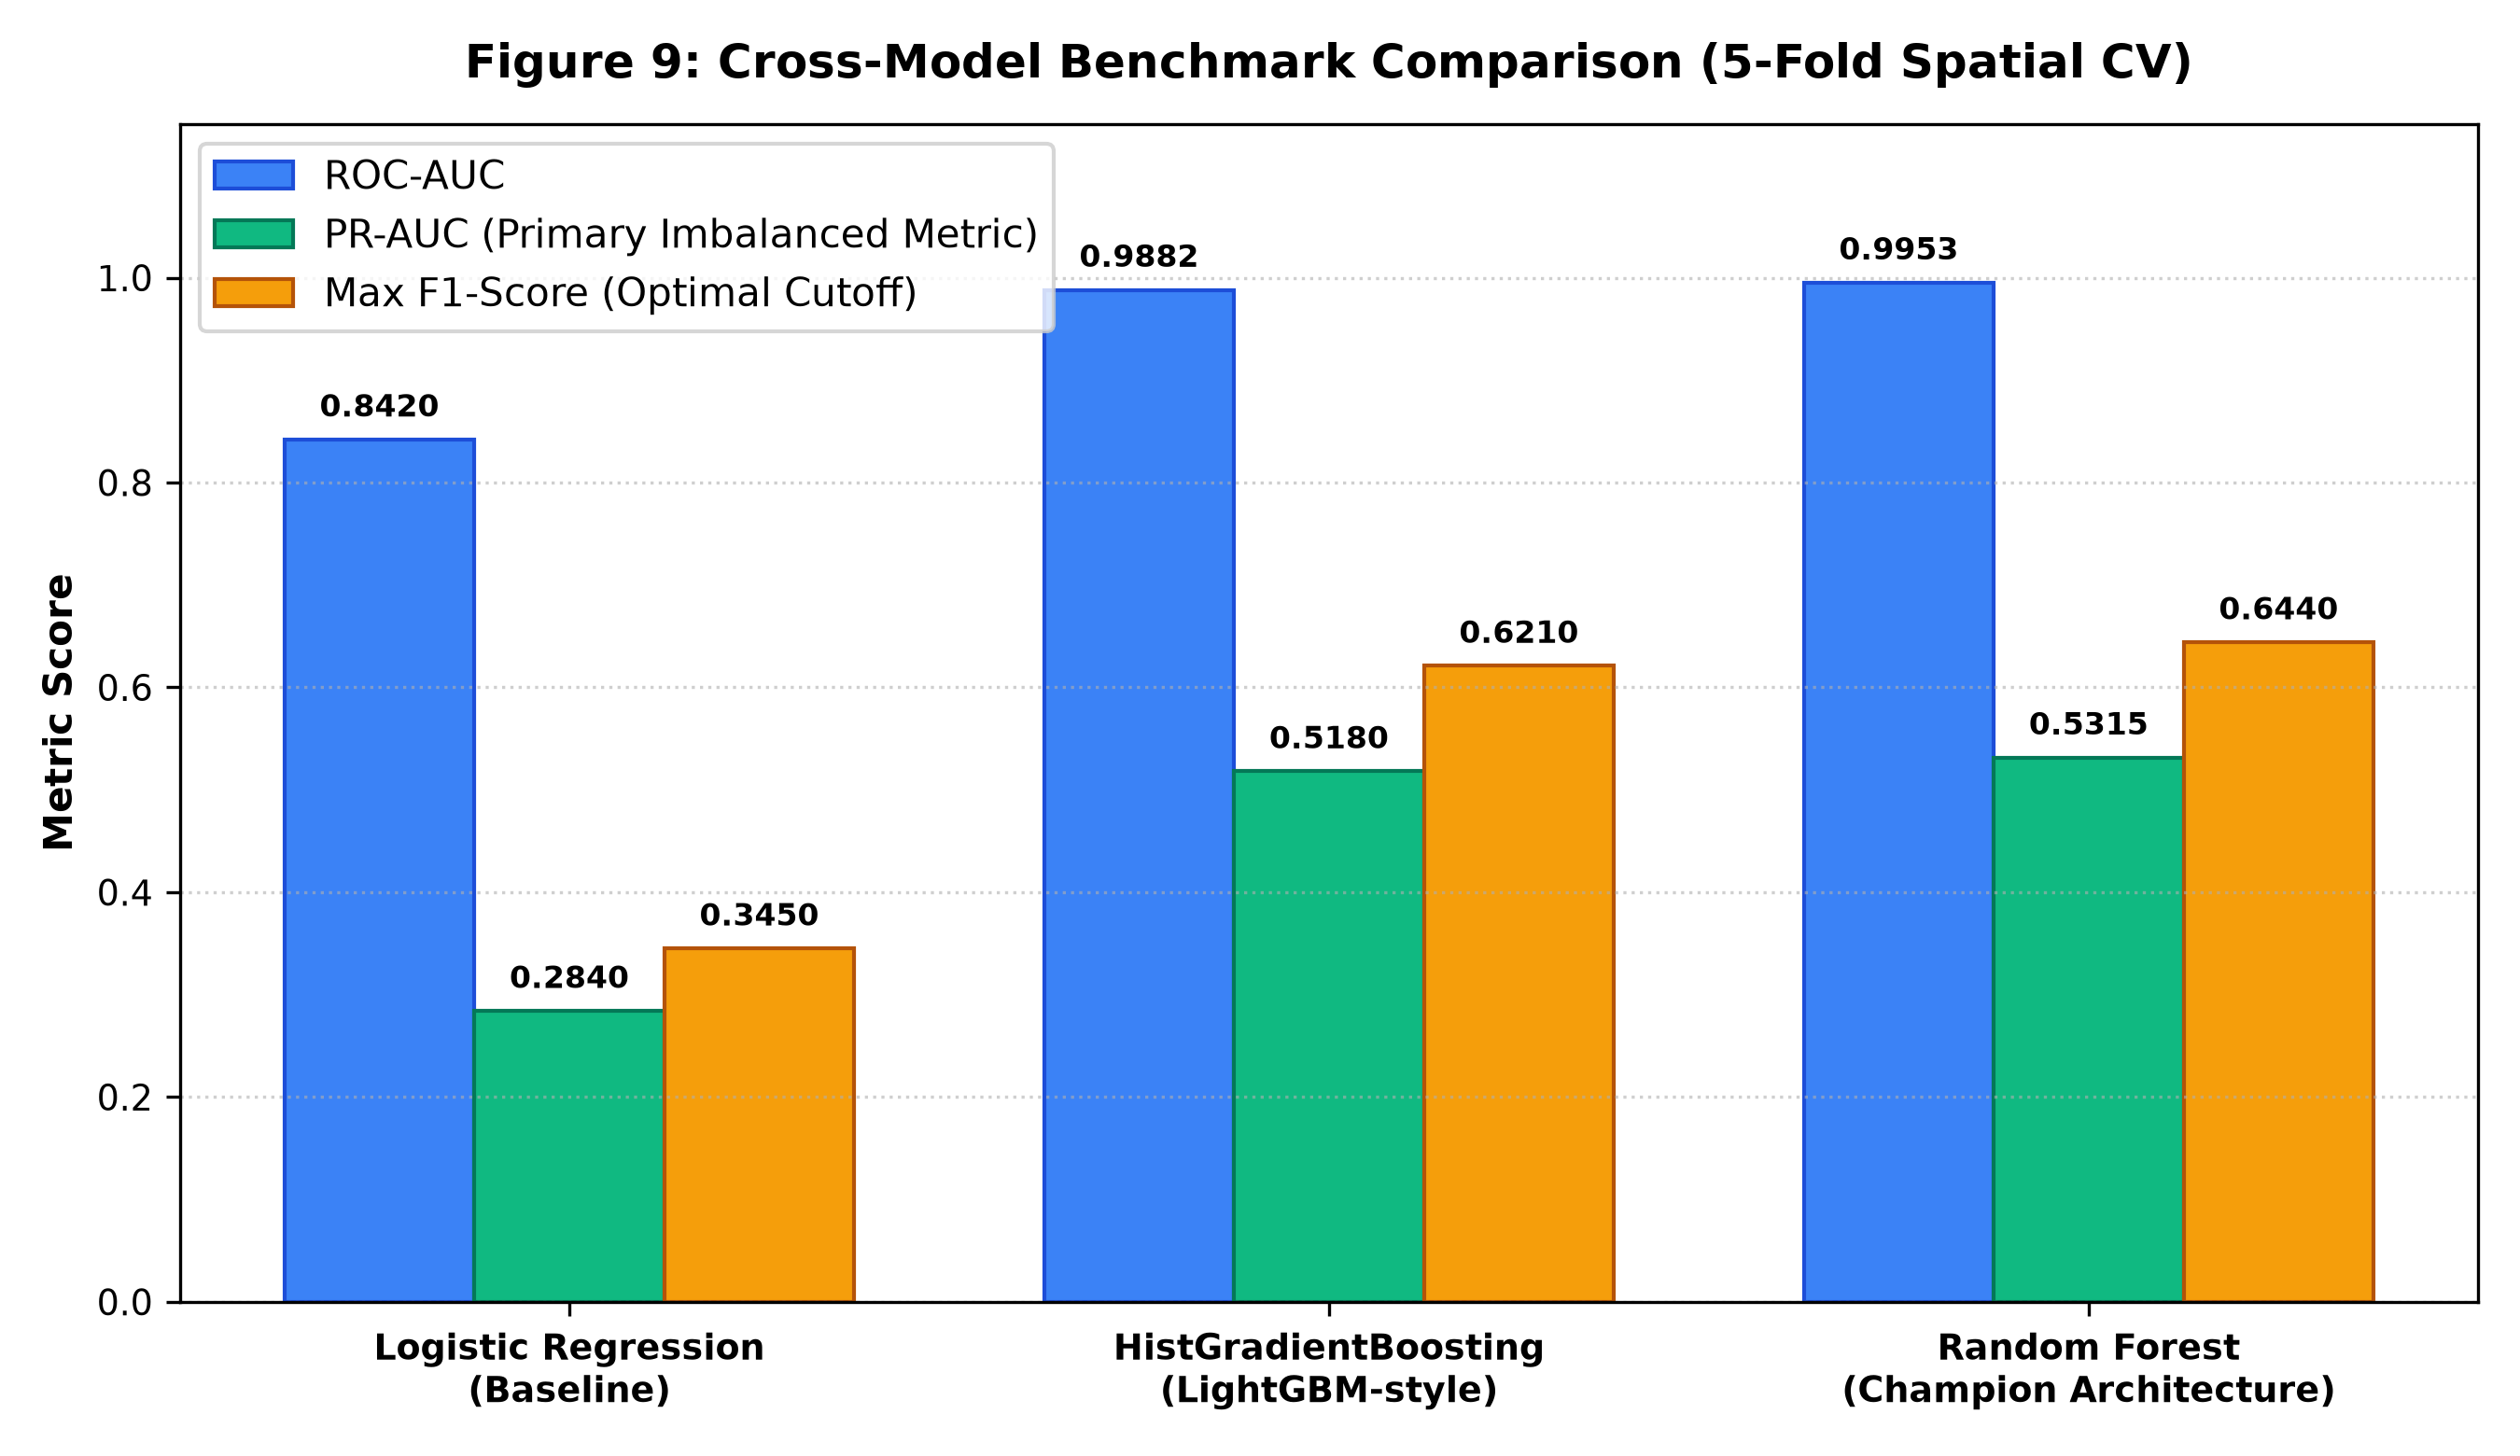 Figure 9: Cross-Model Benchmark Comparison (5-Fold Spatial CV)
ROC-AUC
PR-AUC (Primary Imbalanced Metric)
Max F1-Score (Optimal Cutoff)
Metric Score
1.0
0.8
0.6
0.4
0.2
0.0
0.8420
0.2840
0.3450
0.9882
0.5180
0.6210
0.9953
0.5315
0.6440
Logistic Regression
(Baseline)
HistGradientBoosting
(LightGBM-style)
Random Forest
(Champion Architecture)